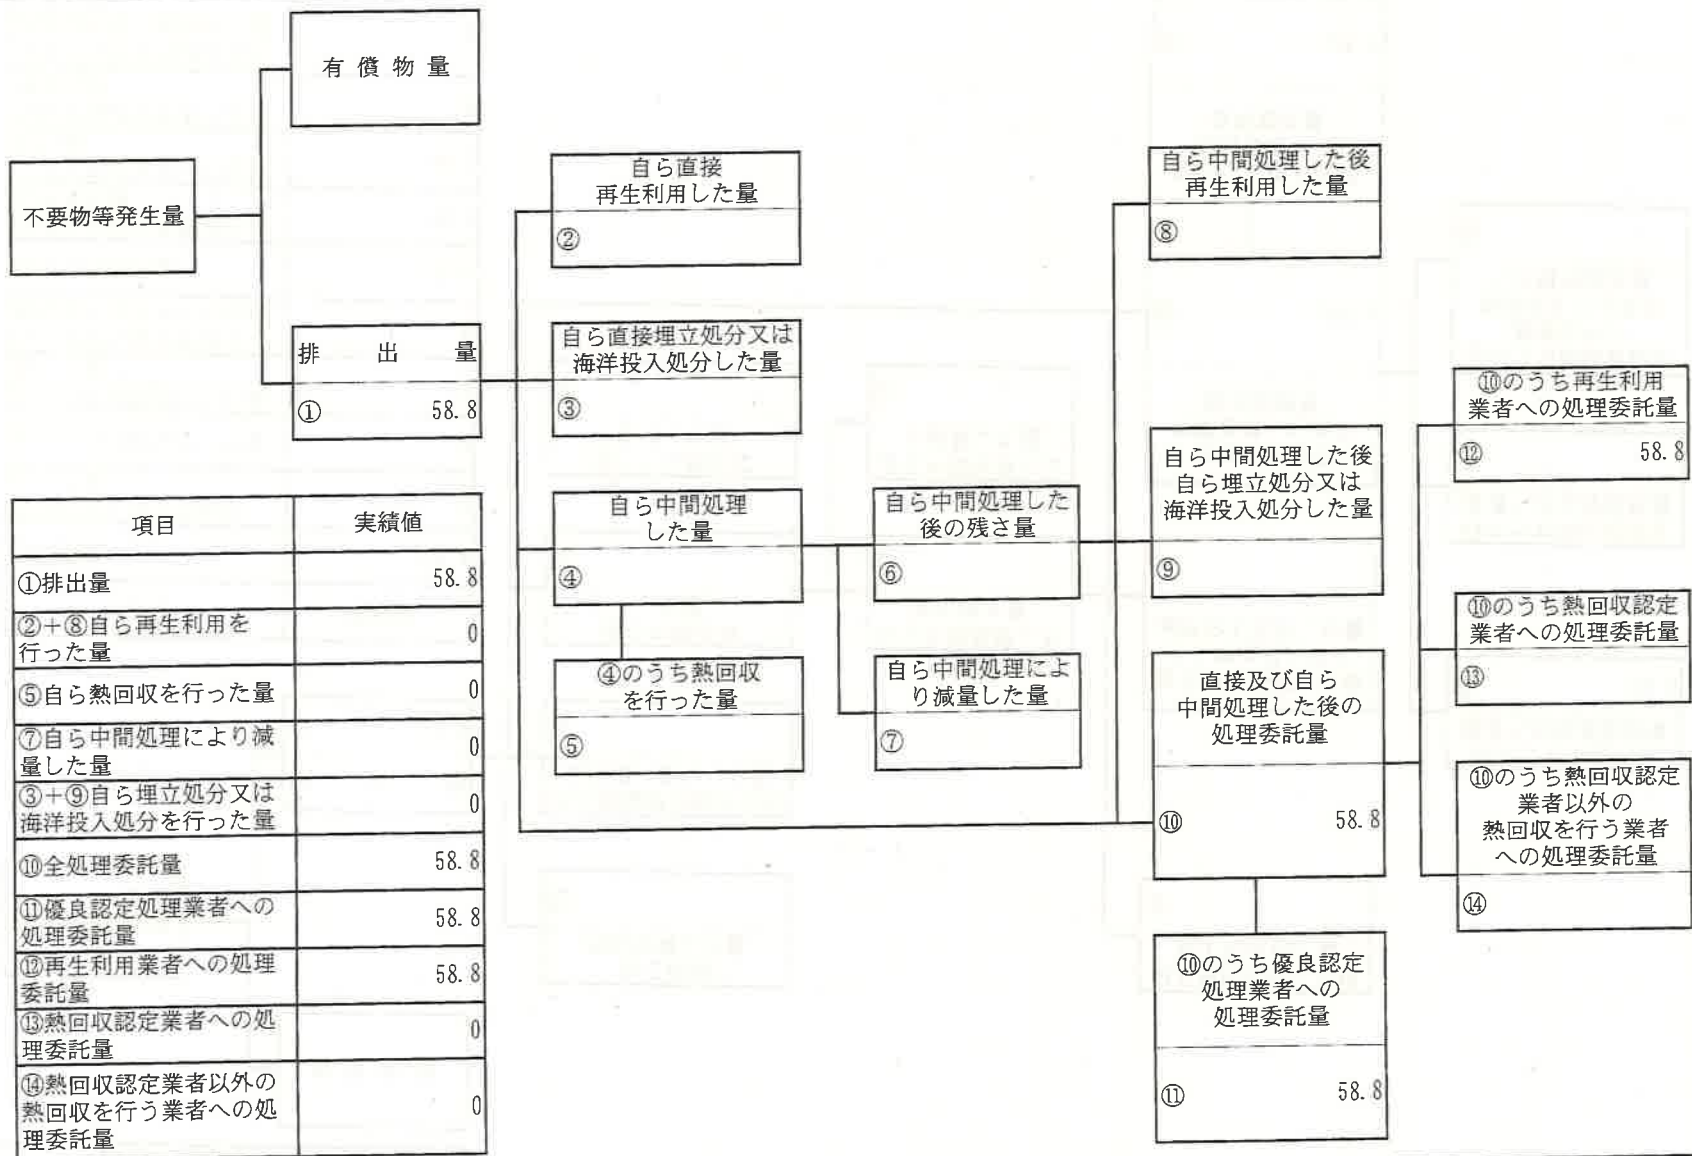 有償物量
不要物等発生量
排出量
① 58.8
自ら直接
再生利用した量
②
自ら直接埋立処分又は
海洋投入処分した量
③
自ら中間処理
した量
④
④のうち熱回収
を行った量
⑤
自ら中間処理した
後の残さ量
⑥
自ら中間処理によ
り減量した量
⑦
自ら中間処理した後
再生利用した量
⑧
自ら中間処理した後
自ら埋立処分又は
海洋投入処分した量
⑨
直接及び自ら
中間処理した後の
処理委託量
⑩ 58.8
⑩のうち優良認定
処理業者への
処理委託量
⑪ 58.8
⑩のうち再生利用
業者への処理委託量
⑫ 58.8
⑩のうち熱回収認定
業者への処理委託量
⑬
⑩のうち熱回収認定
業者以外の
熱回収を行う業者
への処理委託量
⑭
項目 実績値
①排出量 58.8
②+⑧自ら再生利用を
行った量 0
⑤自ら熱回収を行った量 0
⑦自ら中間処理により減
量した量 0
③+⑨自ら埋立処分又は
海洋投入処分を行った量 0
⑩全処理委託量 58.8
⑪優良認定処理業者への
処理委託量 58.8
⑫再生利用業者への処理
委託量 58.8
⑬熱回収認定業者への処
理委託量 0
⑭熱回収認定業者以外の
熱回収を行う業者への処
理委託量 0